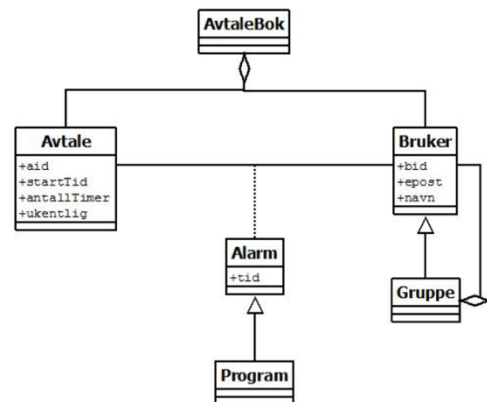 AvtaleBok
Avtale
+aid
+startTid
+antallTimer
+ukentlig
Bruker
+bid
+epost
+navn
Alarm
+tid
Gruppe
Program